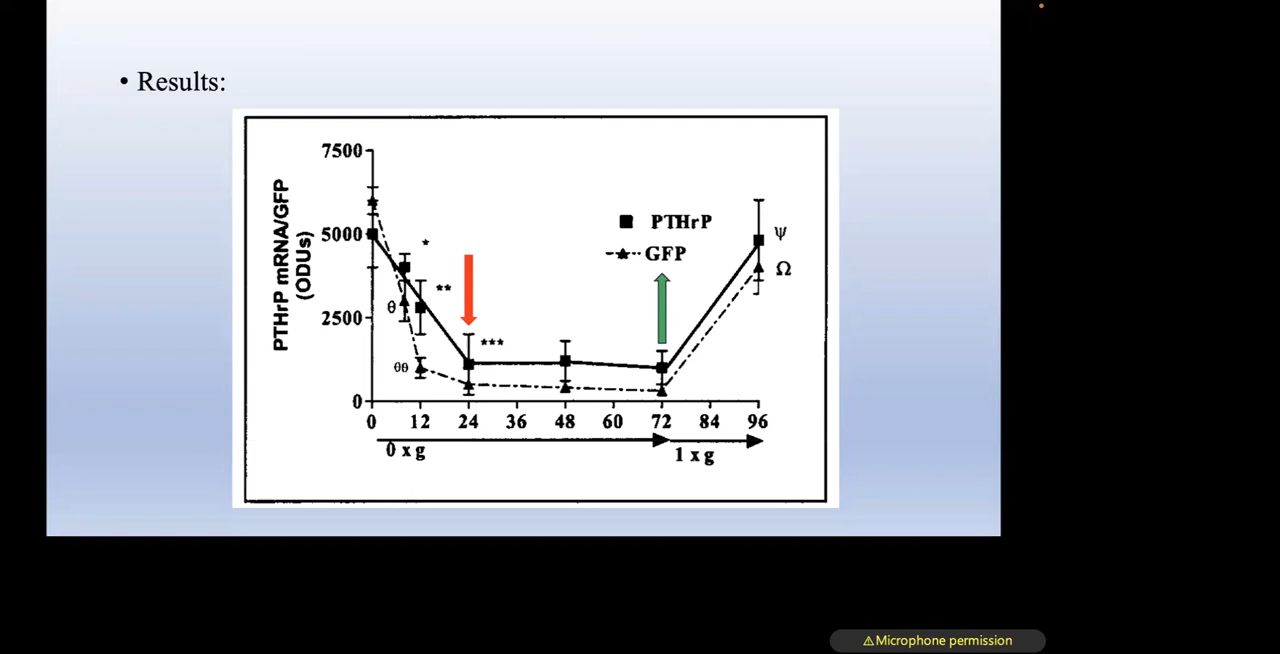 • Results:
7500
5000
2500
0
PTHrP mRNA/GFP
(ODUs)
PTHrP
GFP
*
**
***
θ
θθ
ψ
Ω
0 12 24 36 48 60 72 84 96
0 x g
1 x g
⚠Microphone permission